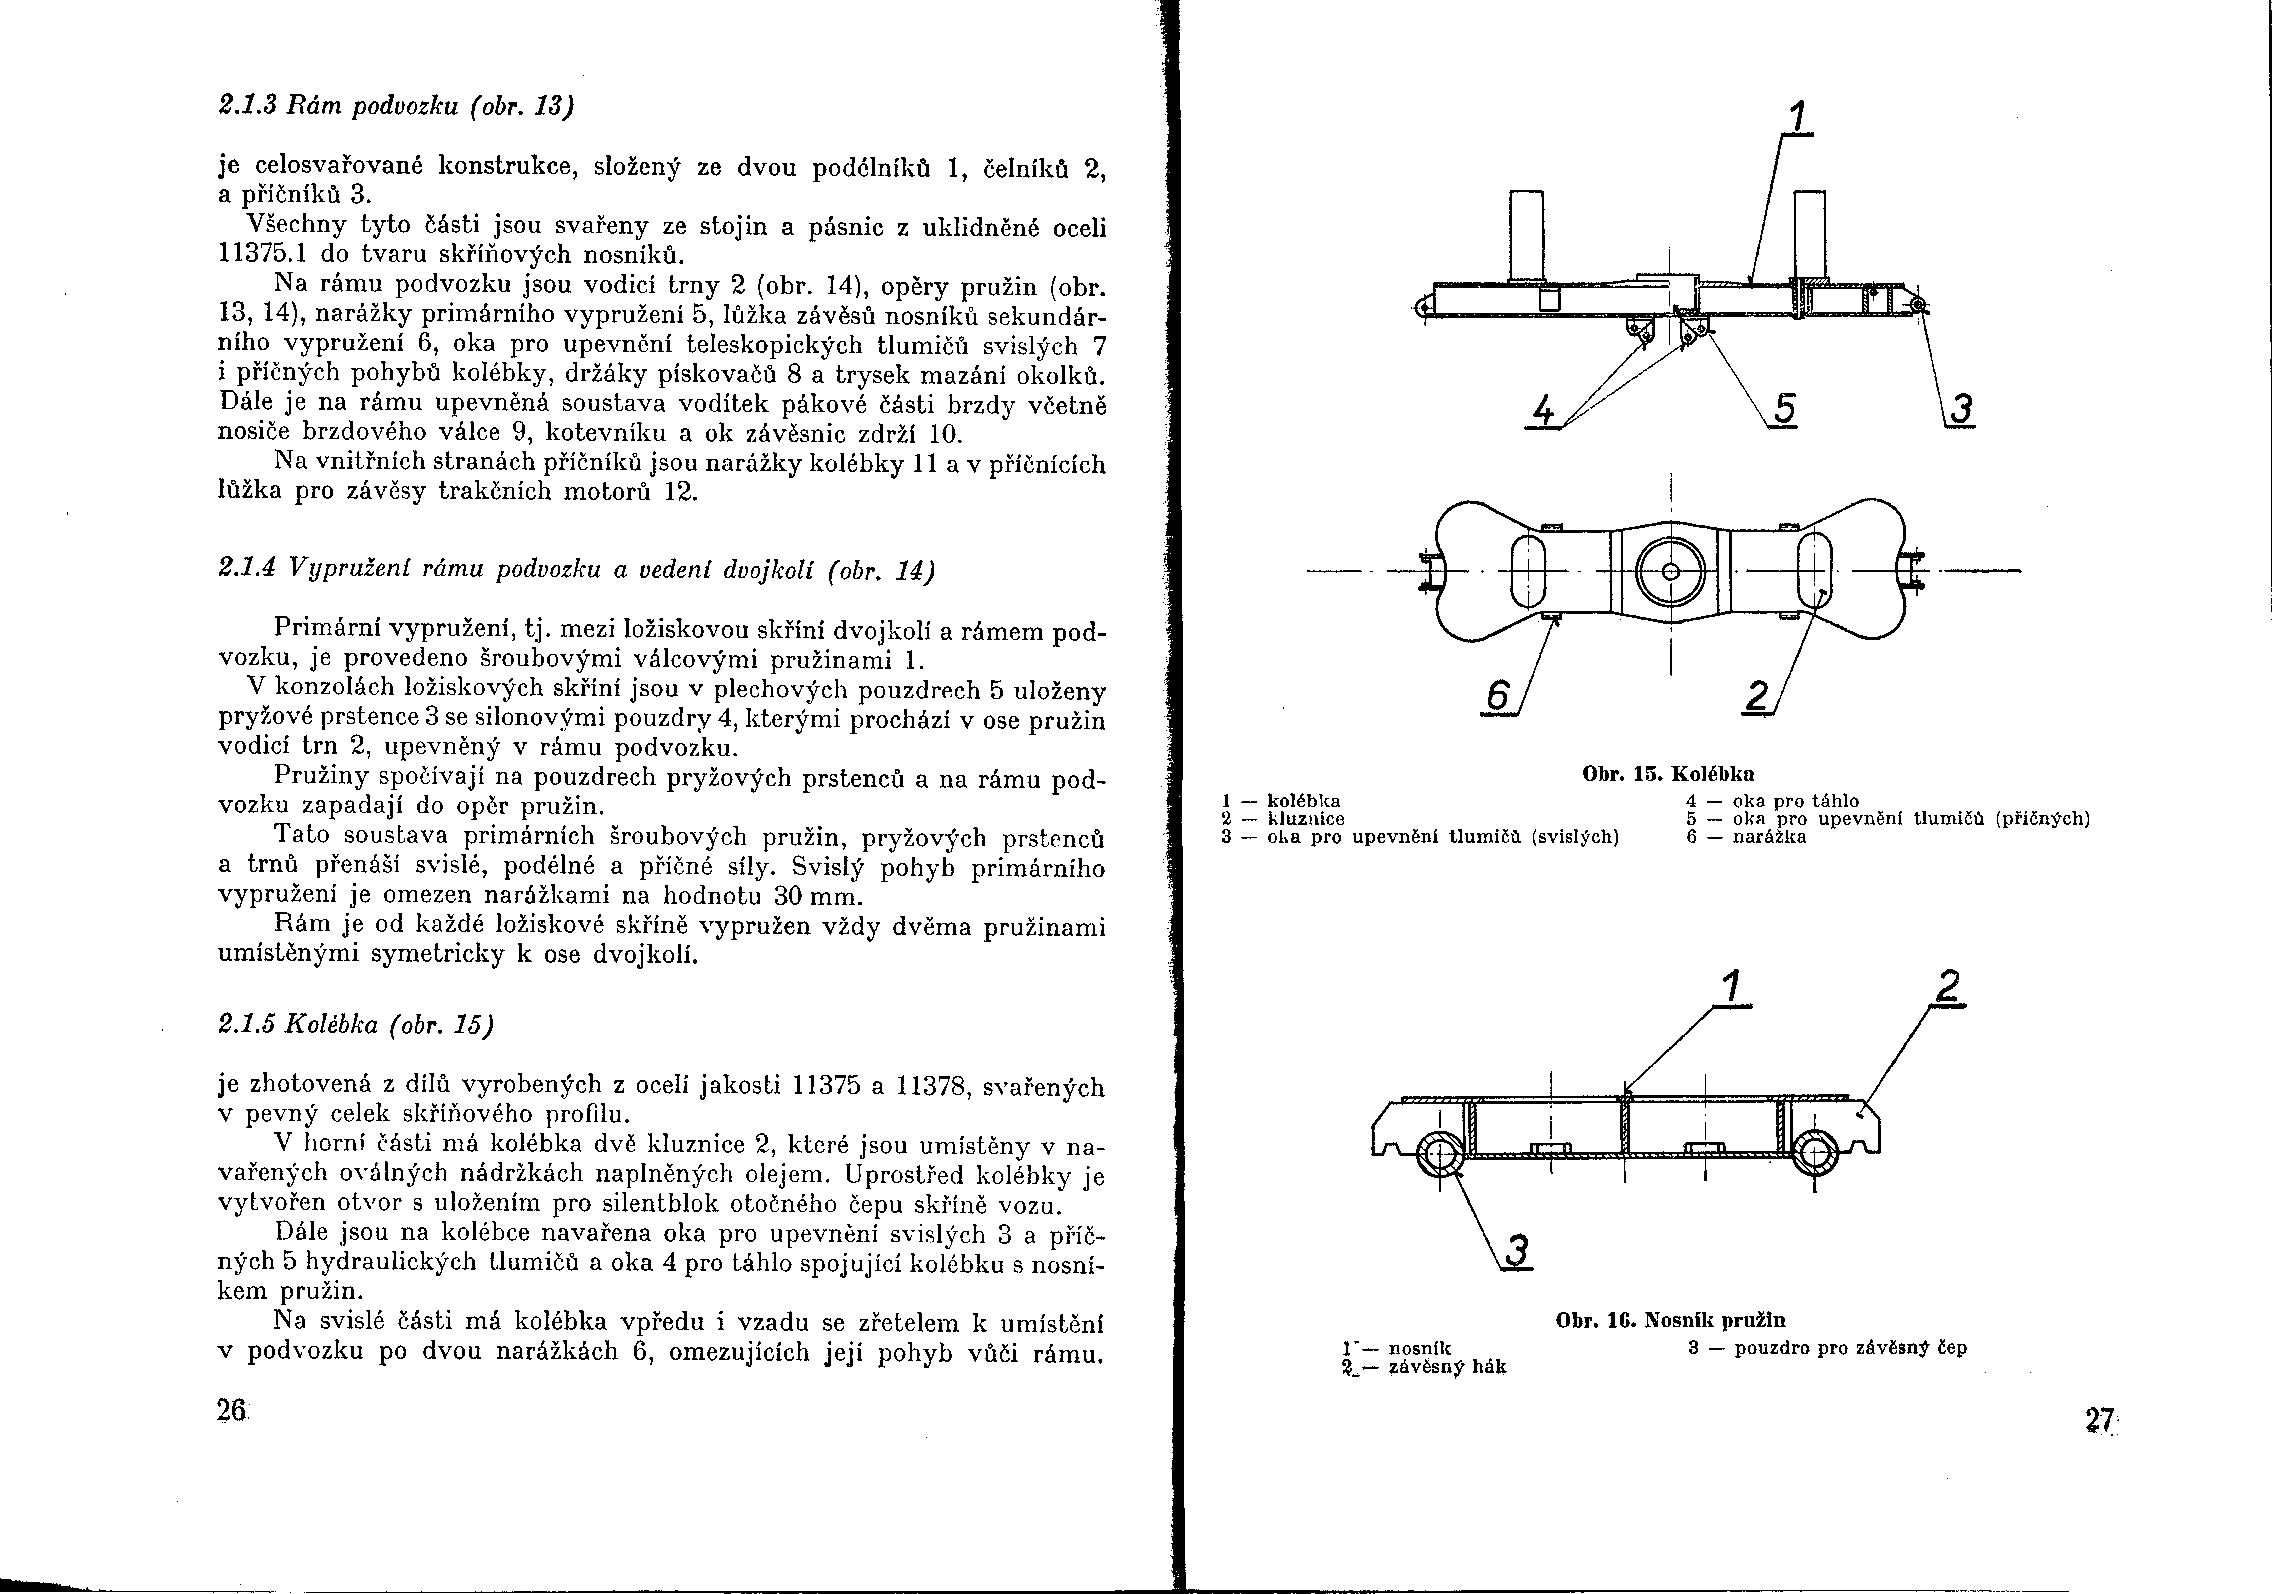 2.1.3 Rám podvozku (obr. 13)
je celosvařované konstrukce, složený ze dvou podélníků 1, čelníků 2,
a příčníků 3.
Všechny tyto části jsou svařeny ze stojin a pásnic z uklidněné oceli
11375.1 do tvaru skříňových nosníků.
Na rámu podvozku jsou vodicí trny 2 (obr. 14), opěry pružin (obr.
13, 14), narážky primárního vypružení 5, lůžka závěsů nosníků sekundár-
ního vypružení 6, oka pro upevnění teleskopických tlumičů svislých 7
i příčných pohybů kolébky, držáky pískovačů 8 a trysek mazání okolků.
Dále je na rámu upevněná soustava vodítek pákové části brzdy včetně
nosiče brzdového válce 9, kotevníku a ok závěsnic zdrží 10.
Na vnitřních stranách příčníků jsou narážky kolébky 11 a v příčnících
lůžka pro závěsy trakčních motorů 12.
2.1.4 Vypružení rámu podvozku a vedení dvojkolí (obr. 14)
Primární vypružení, tj. mezi ložiskovou skříní dvojkolí a rámem pod-
vozku, je provedeno šroubovými válcovými pružinami 1.
V konzolách ložiskových skříní jsou v plechových pouzdrech 5 uloženy
pryžové prstence 3 se silonovými pouzdry 4, kterými prochází v ose pružin
vodicí trn 2, upevněný v rámu podvozku.
Pružiny spočívají na pouzdrech pryžových prstenců a na rámu pod-
vozku zapadají do opěr pružin.
Tato soustava primárních šroubových pružin, pryžových prstenců
a trnů přenáší svislé, podélné a příčné síly. Svislý pohyb primárního
vypružení je omezen narážkami na hodnotu 30 mm.
Rám je od každé ložiskové skříně vypružen vždy dvěma pružinami
umístěnými symetricky k ose dvojkolí.
2.1.5 Kolébka (obr. 15)
je zhotovená z dílů vyrobených z oceli jakosti 11375 a 11378, svařených
v pevný celek skříňového profilu.
V horní části má kolébka dvě kluznice 2, které jsou umístěny v na-
vařených oválných nádržkách naplněných olejem. Uprostřed kolébky je
vytvořen otvor s uložením pro silentblok otočného čepu skříně vozu.
Dále jsou na kolébce navařena oka pro upevnění svislých 3 a příč-
ných 5 hydraulických tlumičů a oka 4 pro táhlo spojující kolébku s nosní-
kem pružin.
Na svislé části má kolébka vpředu i vzadu se zřetelem k umístění
v podvozku po dvou narážkách 6, omezujících její pohyb vůči rámu.
26
1
4
5
3
6
2
Obr. 15. Kolébka
1 — kolébka
2 — kluznice
3 — oka pro upevnění tlumičů (svislých)
4 — oka pro táhlo
5 — oka pro upevnění tlumičů (příčných)
6 — narážka
1
2
3
Obr. 16. Nosník pružin
1 — nosník
2 — závěsný hák
3 — pouzdro pro závěsný čep
27